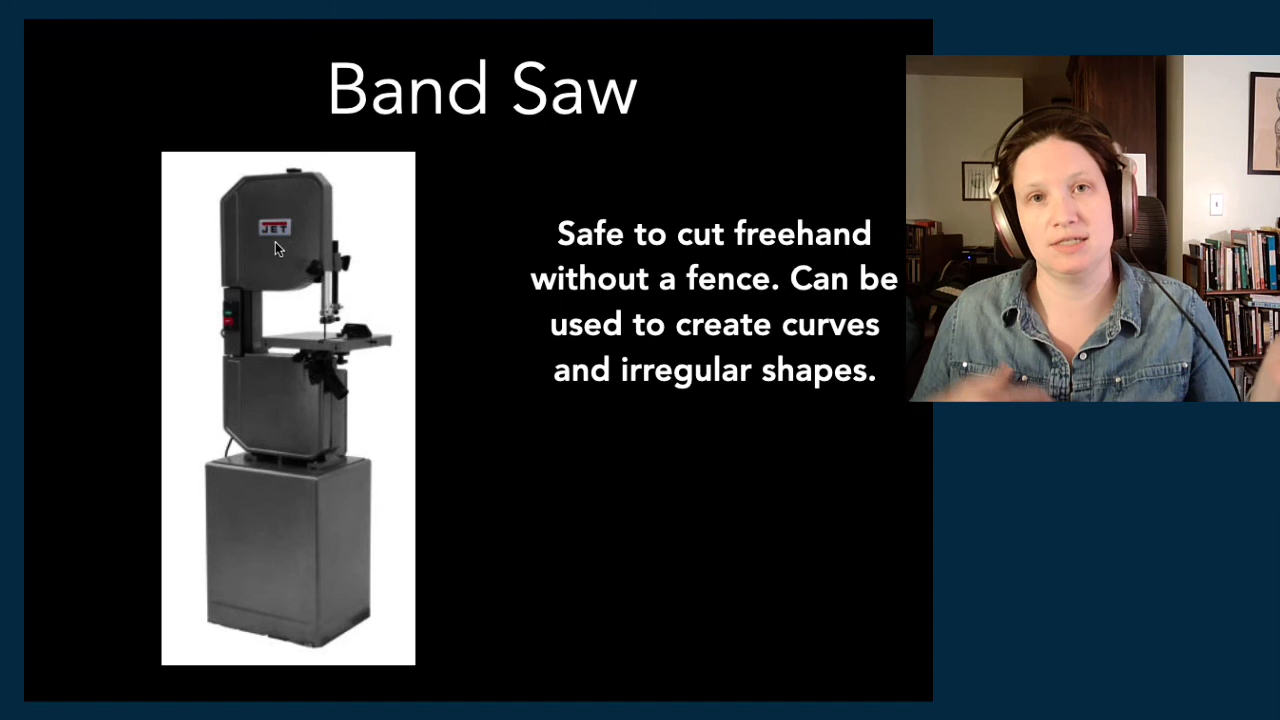 Band Saw
JET
Safe to cut freehand
without a fence. Can be
used to create curves
and irregular shapes.